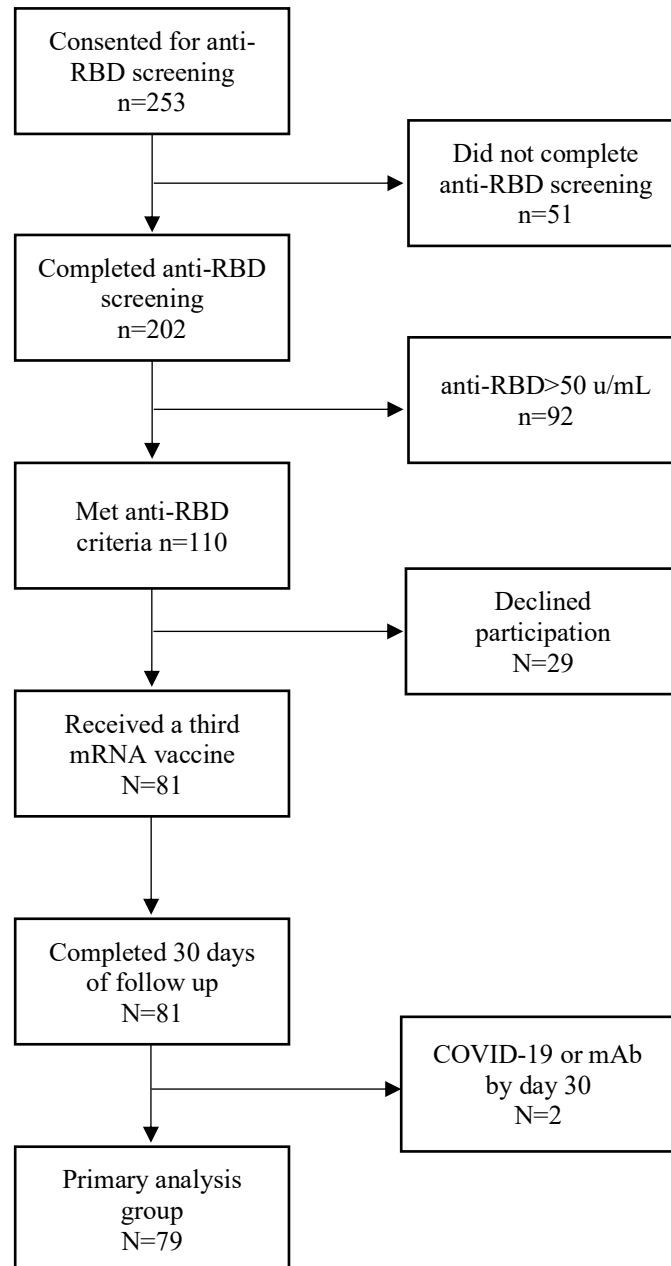 Consented for anti-
RBD screening
n=253
Did not complete
anti-RBD screening
n=51
Completed anti-RBD
screening
n=202
anti-RBD>50 u/mL
n=92
Met anti-RBD
criteria n=110
Declined
participation
N=29
Received a third
mRNA vaccine
N=81
Completed 30 days
of follow up
N=81
COVID-19 or mAb
by day 30
N=2
Primary analysis
group
N=79